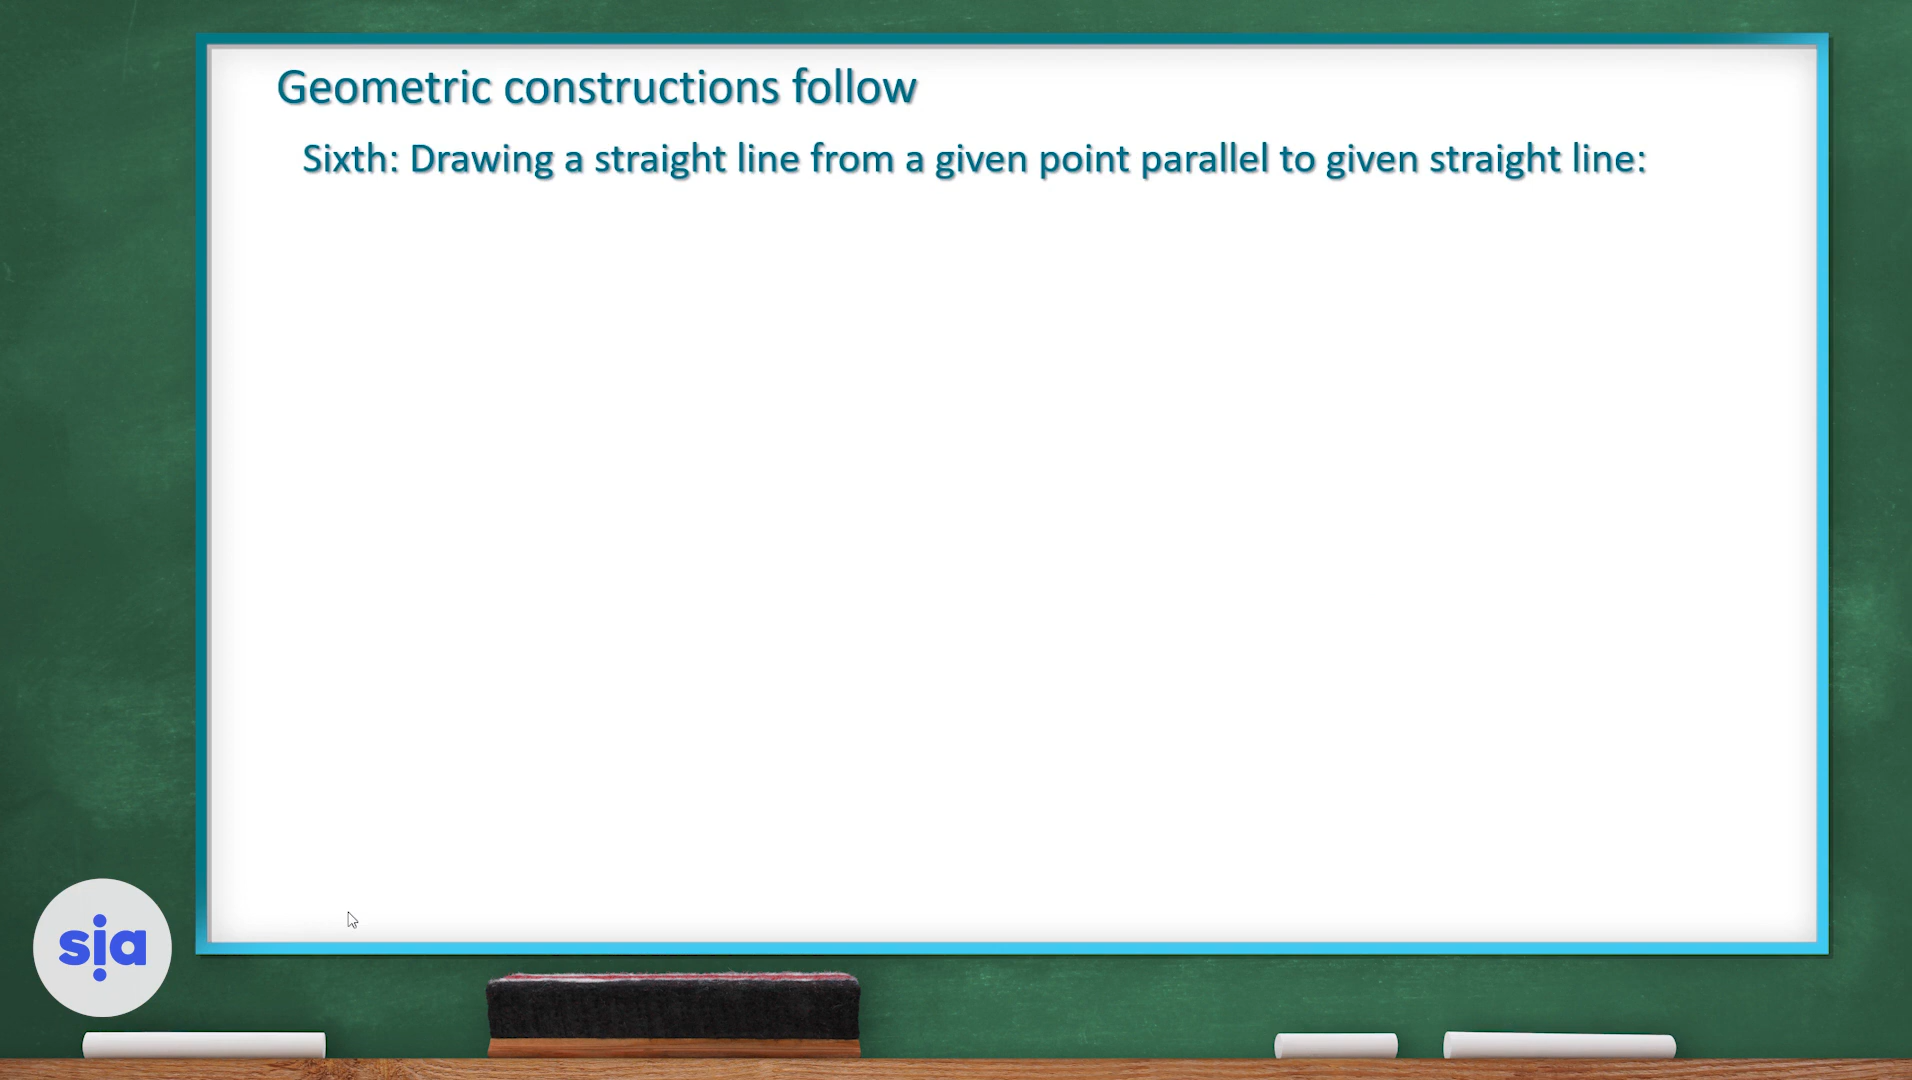 Geometric constructions follow
Sixth: Drawing a straight line from a given point parallel to given straight line:
sia